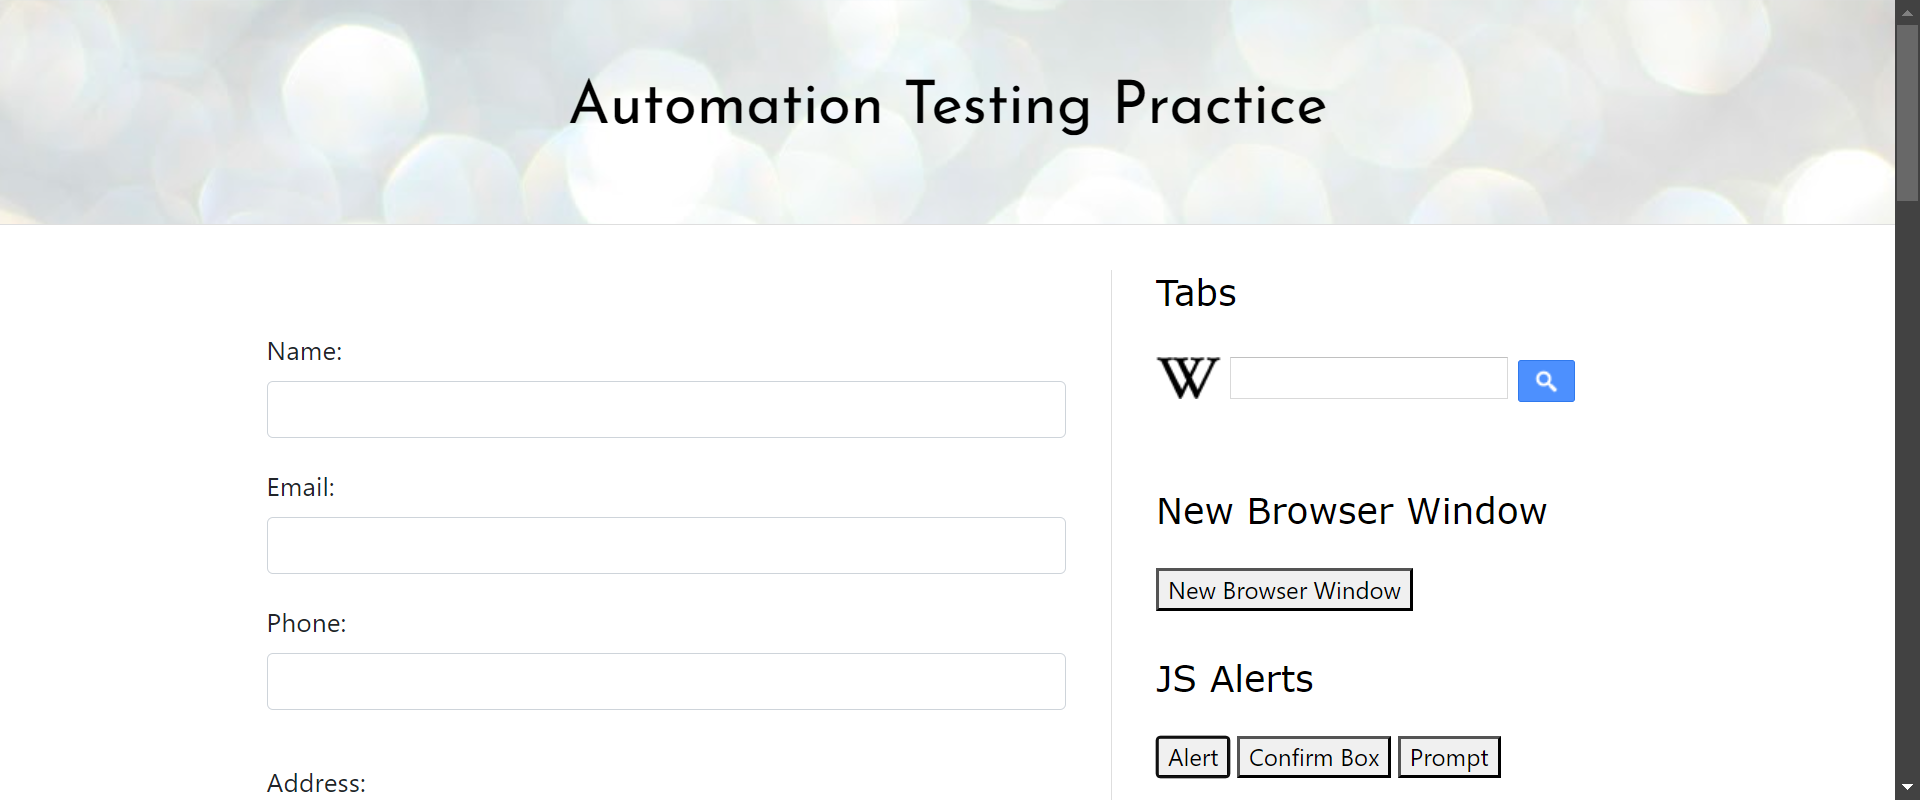 Automation Testing Practice
Name:
Email:
Phone:
Address:
Tabs
W
New Browser Window
New Browser Window
JS Alerts
Alert Confirm Box Prompt